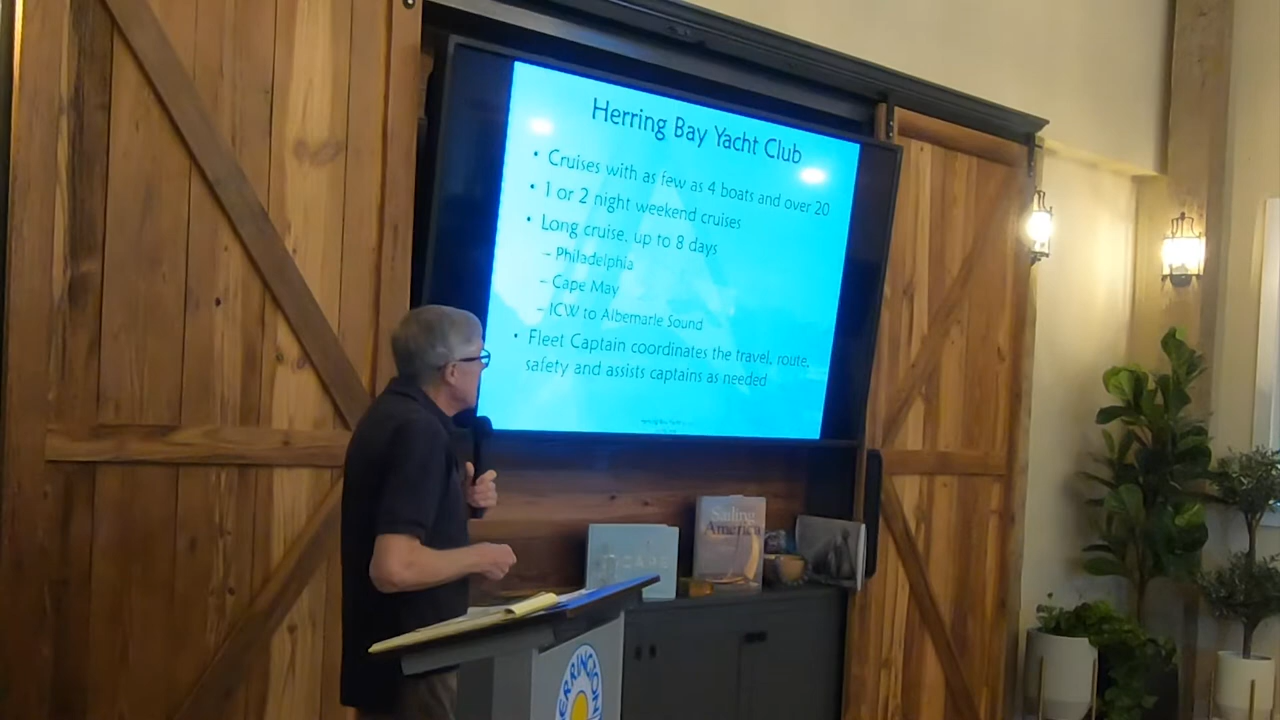 Herring Bay Yacht Club
• Cruises with as few as 4 boats and over 20
• 1 or 2 night weekend cruises
• Long cruise, up to 8 days
– Philadelphia
– Cape May
– ICW to Albemarle Sound
• Fleet Captain coordinates the travel, route,
safety and assists captains as needed
Sailing
America
ERRINGTON